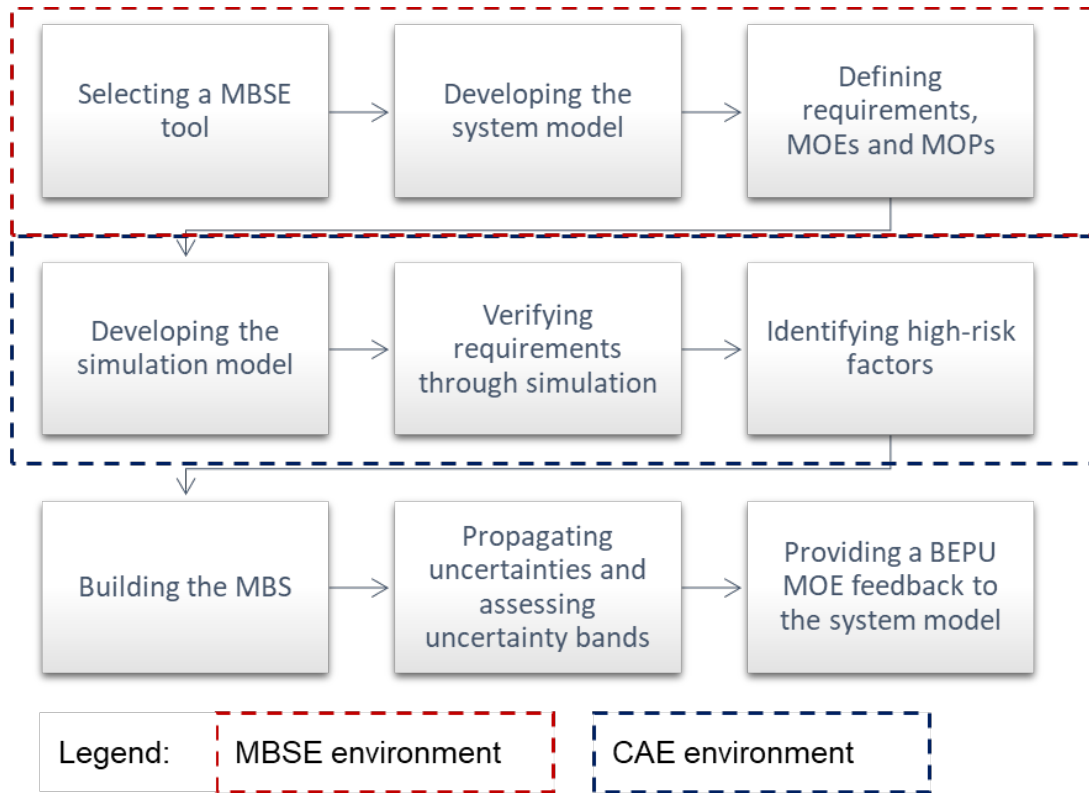 Selecting a MBSE
tool
Developing the
system model
Defining
requirements,
MOEs and MOPs
Developing the
simulation model
Verifying
requirements
through simulation
Identifying high-risk
factors
Building the MBS
Propagating
uncertainties and
assessing
uncertainty bands
Providing a BEPU
MOE feedback to
the system model
Legend:
MBSE environment
CAE environment